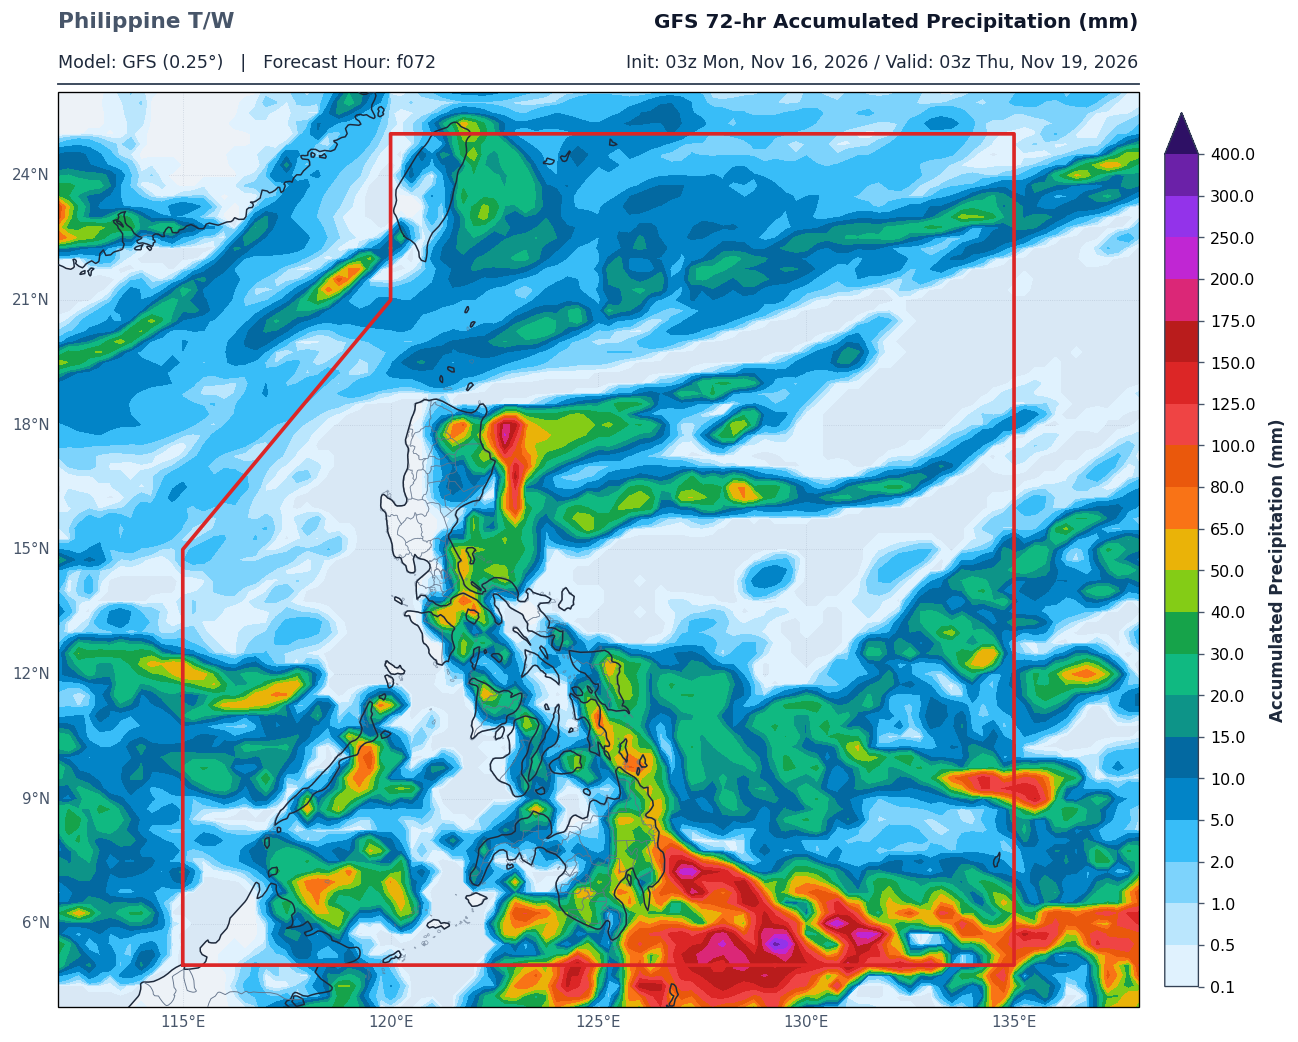 Philippine T/W
GFS 72-hr Accumulated Precipitation (mm)
Model: GFS (0.25°)   |   Forecast Hour: f072
Init: 03z Mon, Nov 16, 2026 / Valid: 03z Thu, Nov 19, 2026
24°N
21°N
18°N
15°N
12°N
9°N
6°N
115°E
120°E
125°E
130°E
135°E
400.0
300.0
250.0
200.0
175.0
150.0
125.0
100.0
80.0
65.0
50.0
40.0
30.0
20.0
15.0
10.0
5.0
2.0
1.0
0.5
0.1
Accumulated Precipitation (mm)